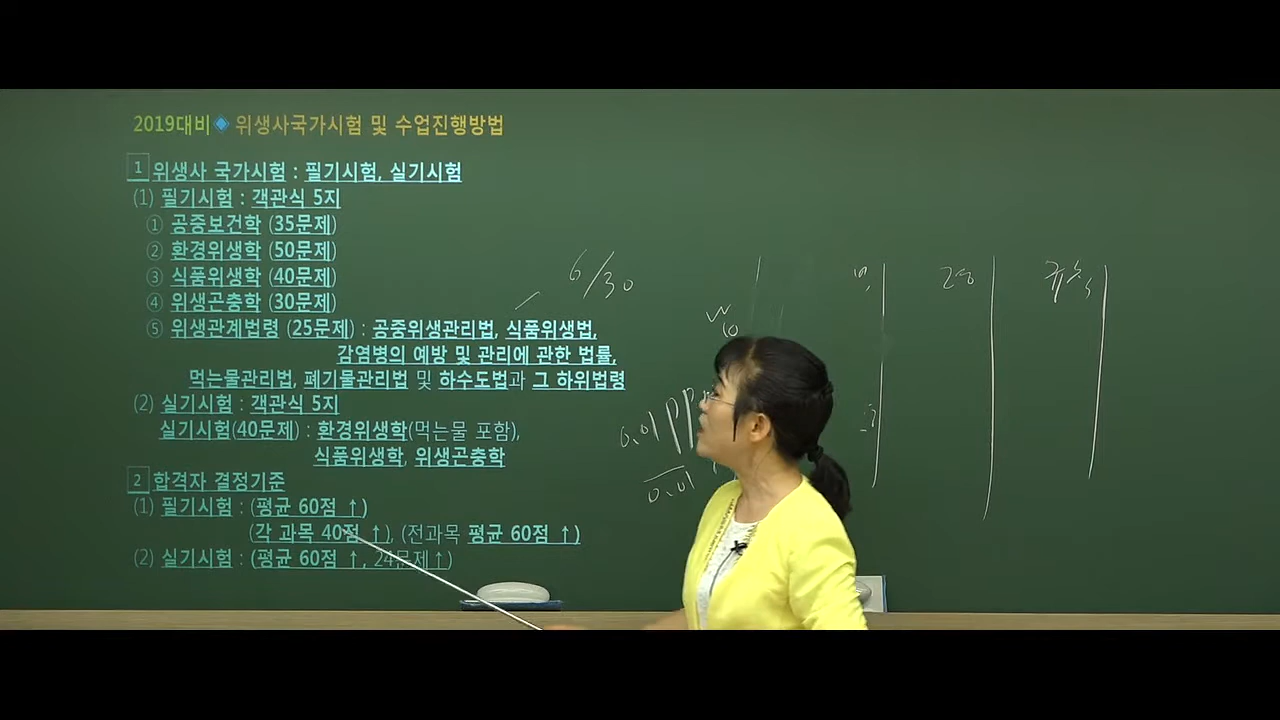 2019대비◆ 위생사국가시험 및 수업진행방법
1 위생사 국가시험 : 필기시험, 실기시험
(1) 필기시험 : 객관식 5지
① 공중보건학 (35문제)
② 환경위생학 (50문제)
③ 식품위생학 (40문제)
④ 위생곤충학 (30문제)
⑤ 위생관계법령 (25문제) : 공중위생관리법, 식품위생법,
감염병의 예방 및 관리에 관한 법률,
먹는물관리법, 폐기물관리법 및 하수도법과 그 하위법령
(2) 실기시험 : 객관식 5지
실기시험(40문제) : 환경위생학(먹는물 포함),
식품위생학, 위생곤충학
2 합격자 결정기준
(1) 필기시험 : (평균 60점 ↑)
(각 과목 40점 ↑), (전과목 평균 60점 ↑)
(2) 실기시험 : (평균 60점 ↑, 24문제↑)
6/30
10
0.01
0.01